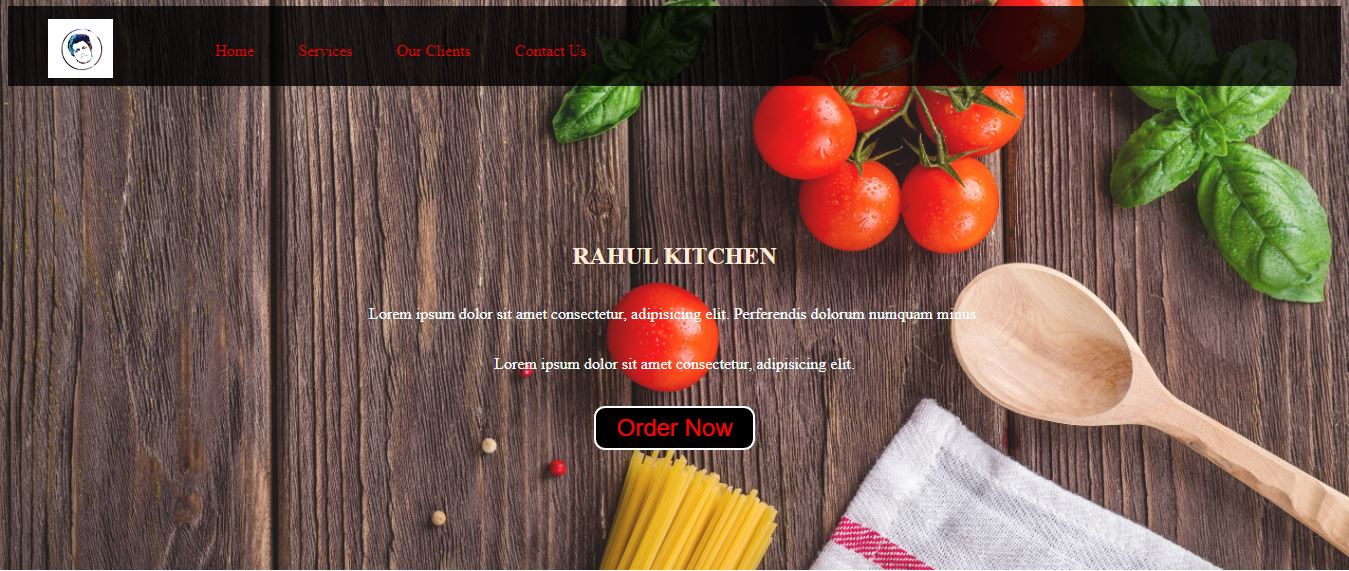 Home Services Our Clients Contact Us
RAHUL KITCHEN
Lorem ipsum dolor sit amet consectetur, adipisicing elit. Perferendis dolorum numquam minus.
Lorem ipsum dolor sit amet consectetur, adipisicing elit.
Order Now